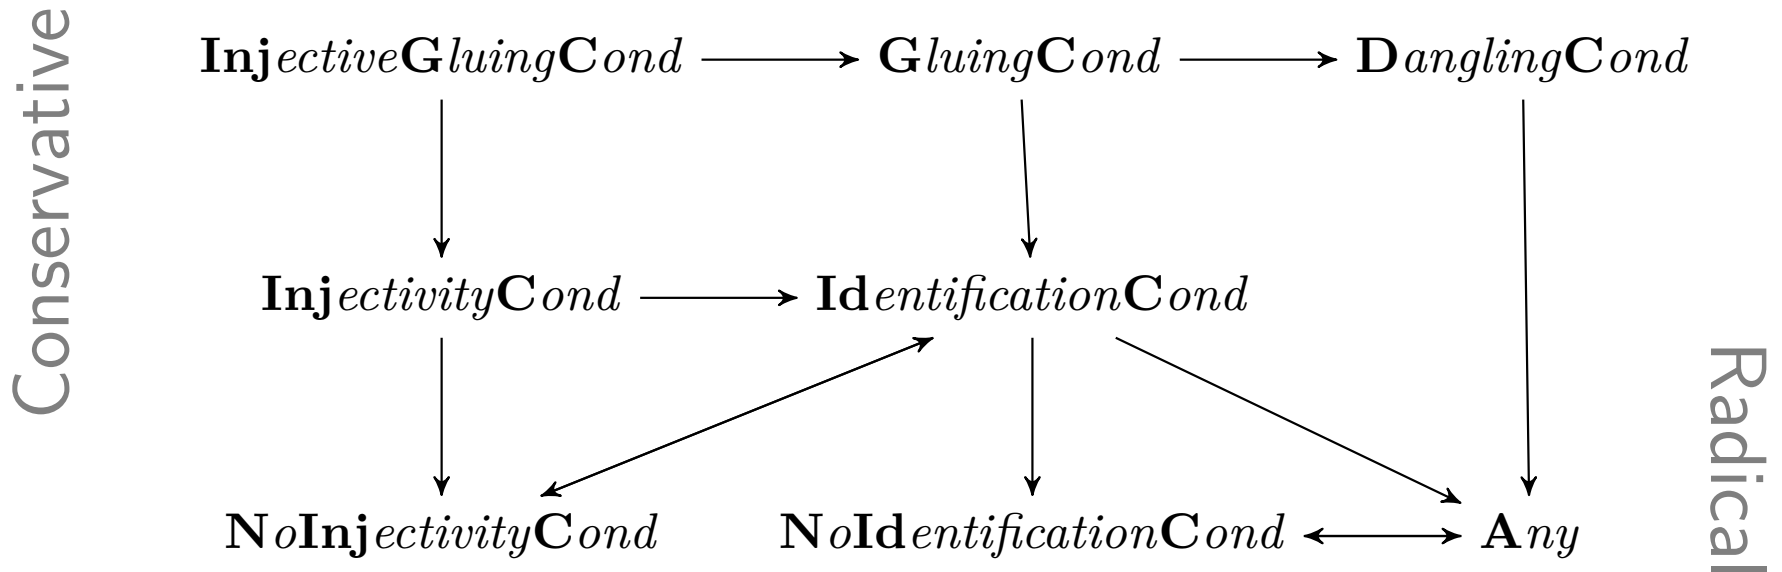 Conservative
InjectiveGluingCond
GluingCond
DanglingCond
InjectivityCond
IdentificationCond
NoInjectivityCond
NoIdentificationCond
Any
Radical